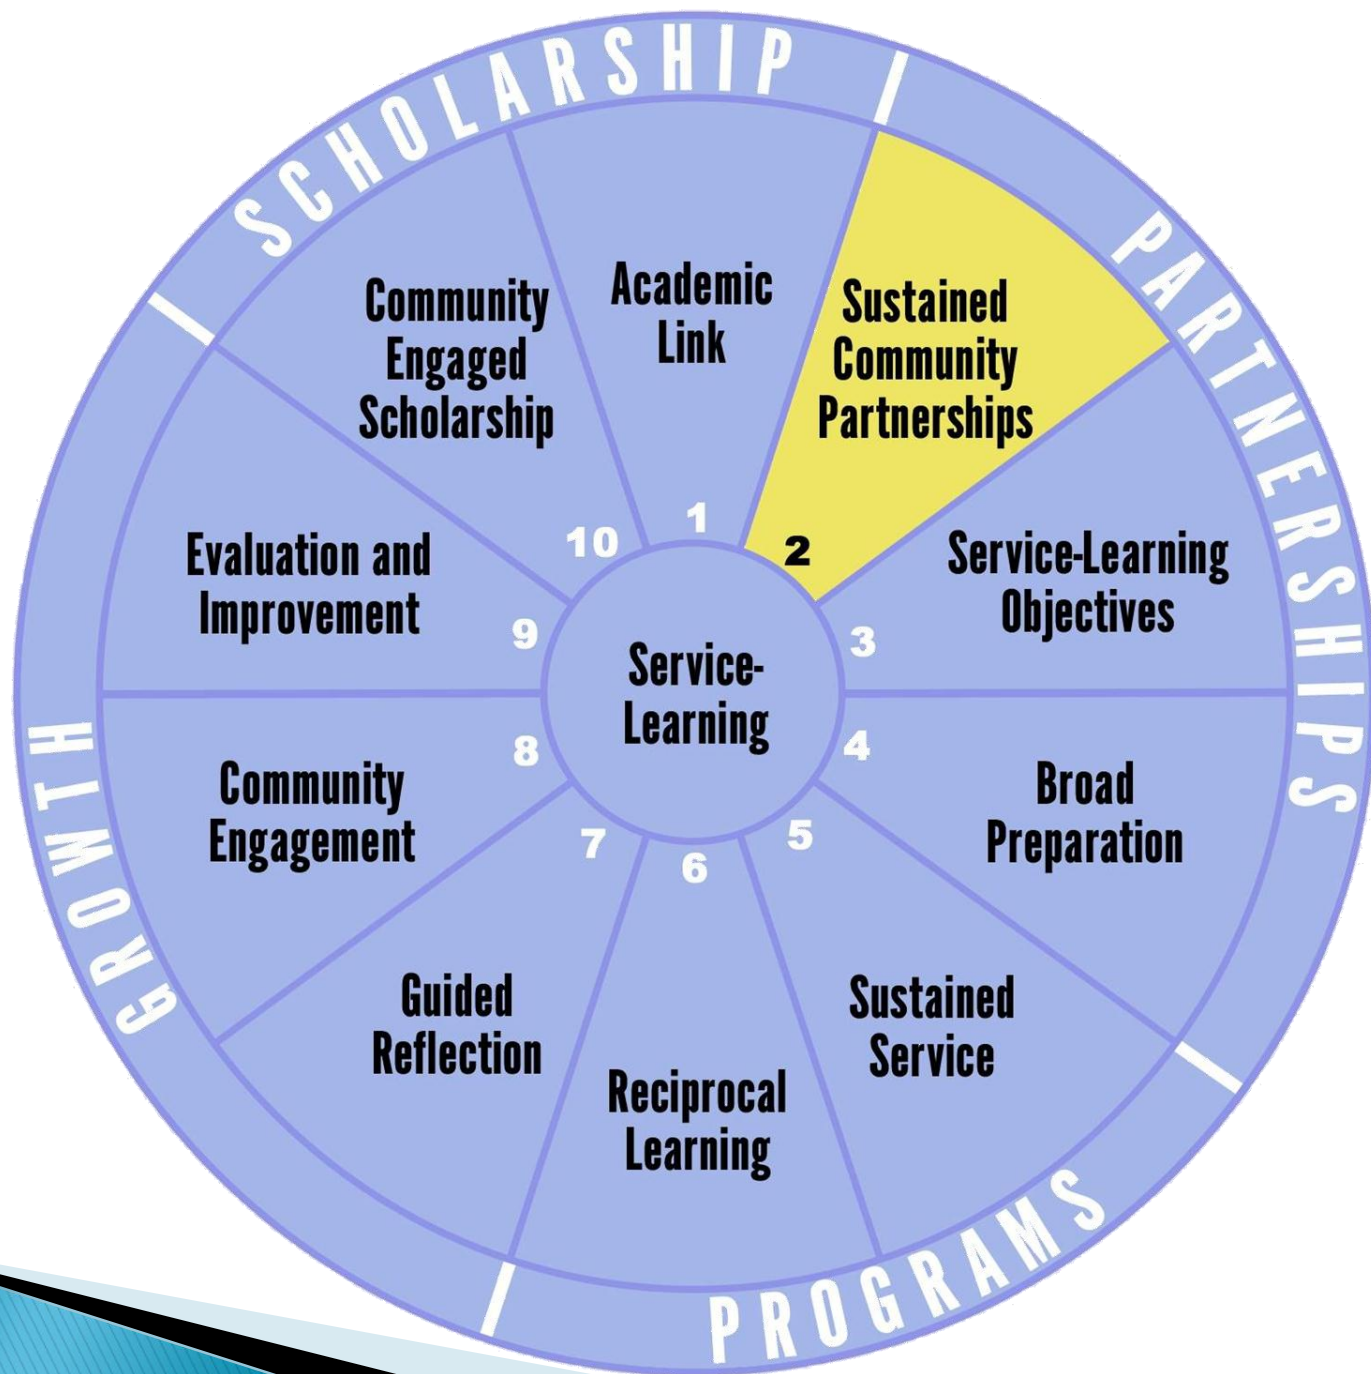 SCHOLARSHIP
PARTNERSHIPS
PROGRAMS
GROWTH
Academic
Link
1
Sustained
Community
Partnerships
2
Service-Learning
Objectives
3
Broad
Preparation
4
Sustained
Service
5
Reciprocal
Learning
6
Guided
Reflection
7
Community
Engagement
8
Evaluation and
Improvement
9
Community
Engaged
Scholarship
10
Service-
Learning